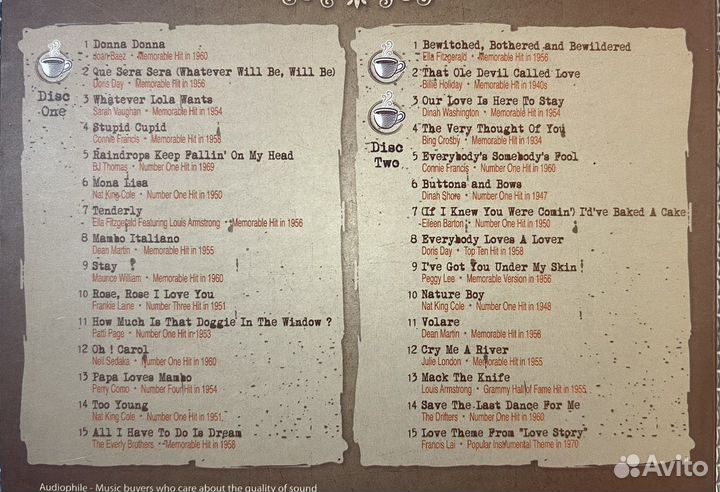 Disc
One
1 Donna Donna
Joan Baez • Memorable Hit in 1960
2 Que Sera Sera (Whatever Will Be, Will Be)
Doris Day • Memorable Hit in 1956
3 Whatever Lola Wants
Sarah Vaughan • Memorable Hit in 1954
4 Stupid Cupid
Connie Francis • Memorable Hit in 1958
5 Raindrops Keep Fallin' On My Head
BJ Thomas • Number One Hit in 1969
6 Mona Lisa
Nat King Cole • Number One Hit in 1950
7 Tenderly
Ella Fitzgerald Featuring Louis Armstrong • Memorable Hit in 1956
8 Mambo Italiano
Dean Martin • Memorable Hit in 1955
9 Stay
Maurice William • Memorable Hit in 1960
10 Rose, Rose I Love You
Frankie Laine • Number Three Hit in 1951
11 How Much Is That Doggie In The Window ?
Patti Page • Number One Hit in 1953
12 Oh ! Carol
Neil Sedaka • Number One Hit in 1960
13 Papa Loves Mambo
Perry Como • Number Four Hit in 1954
14 Too Young
Nat King Cole • Number One Hit in 1951
15 All I Have To Do Is Dream
The Everly Brothers • Memorable Hit in 1958
Disc
Two
1 Bewitched, Bothered and Bewildered
Ella Fitzgerald • Memorable Hit in 1956
2 That Ole Devil Called Love
Billie Holiday • Memorable Hit in 1940s
3 Our Love Is Here To Stay
Dinah Washington • Memorable Hit in 1954
4 The Very Thought Of You
Bing Crosby • Memorable Hit in 1934
5 Everybody's Somebody's Fool
Connie Francis • Number One Hit in 1960
6 Buttons and Bows
Dinah Shore • Number One Hit in 1947
7 (If I Knew You Were Comin') I'd've Baked A Cake
Eileen Barton • Number One Hit in 1950
8 Everybody Loves A Lover
Doris Day • Top Ten Hit in 1958
9 I've Got You Under My Skin
Peggy Lee • Memorable Version in 1956
10 Nature Boy
Nat King Cole • Number One Hit in 1948
11 Volare
Dean Martin • Memorable Hit in 1956
12 Cry Me A River
Julie London • Memorable Hit in 1955
13 Mack The Knife
Louis Armstrong • Grammy Hall of Fame Hit in 1955
14 Save The Last Dance For Me
The Drifters • Number One Hit in 1960
15 Love Theme From "Love Story"
Francis Lai • Popular Instrumental Theme in 1970
Audiophile - Music buyers who care about the quality of sound
Avito